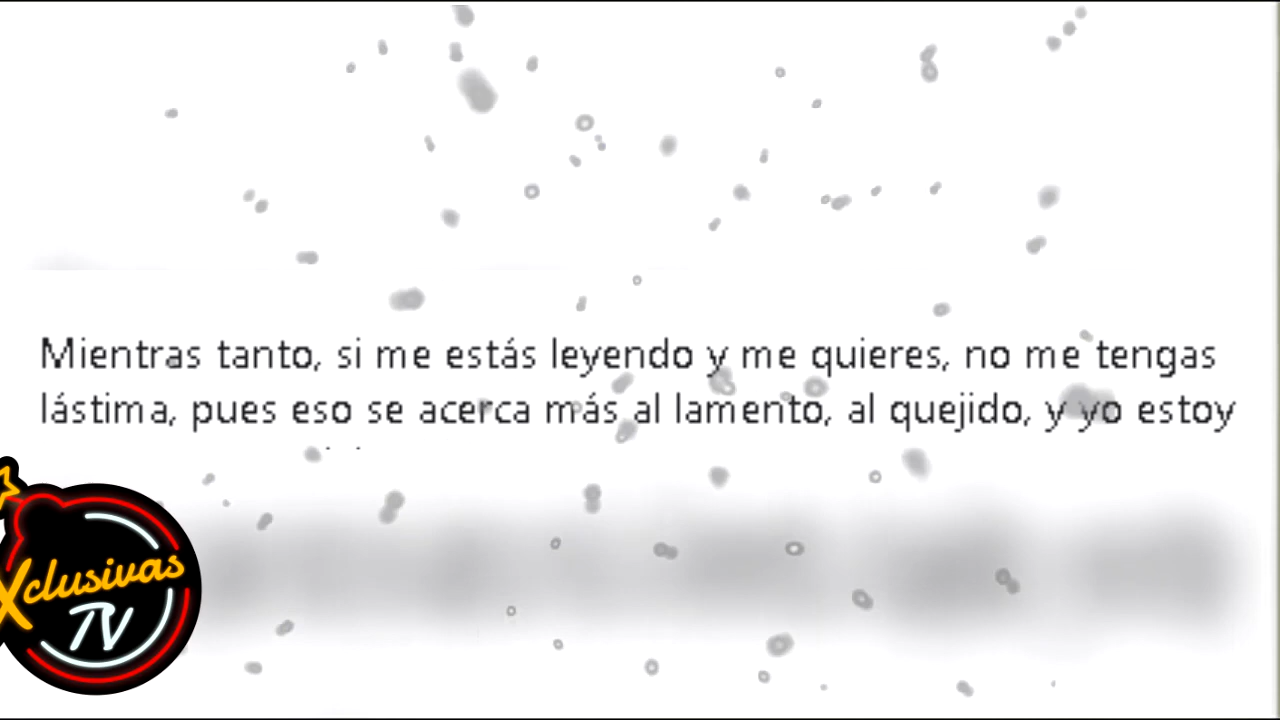 Mientras tanto, si me estás leyendo y me quieres, no me tengas
lástima, pues eso se acerca más al lamento, al quejido, y yo estoy
Xclusivas
TV